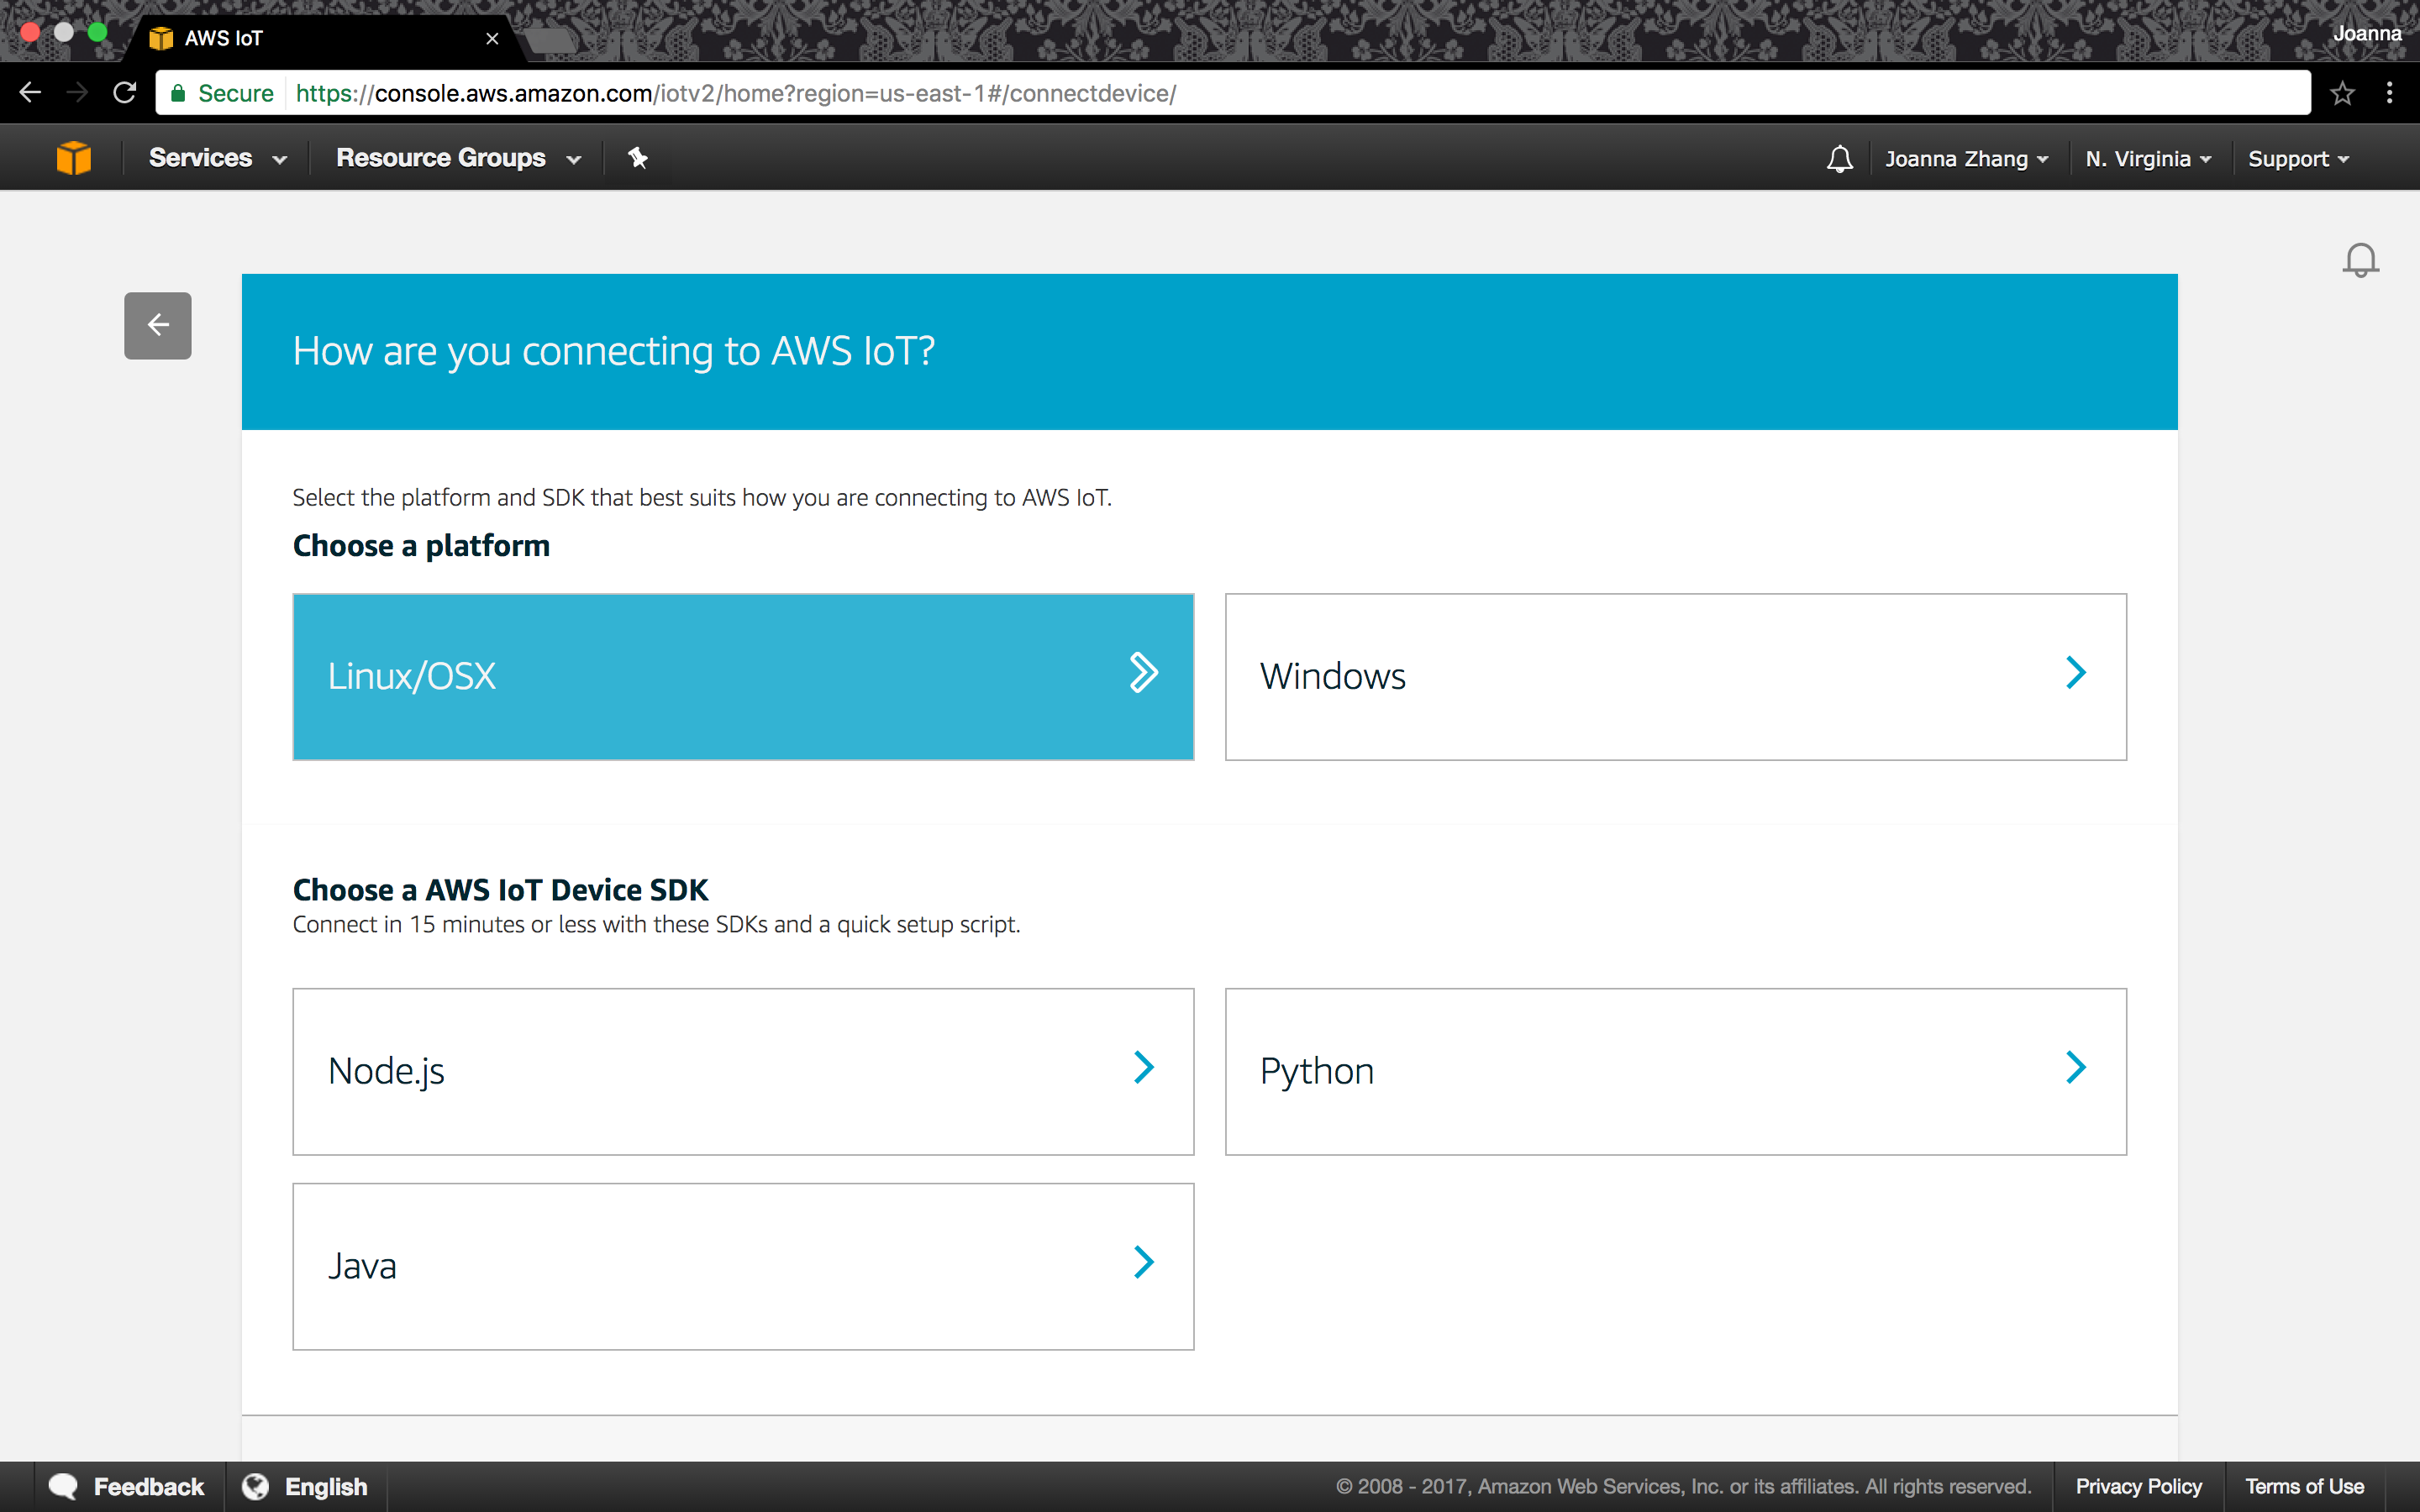 AWS IoT
Joanna
Secure https://console.aws.amazon.com/iotv2/home?region=us-east-1#/connectdevice/
Services Resource Groups Joanna Zhang N. Virginia Support
How are you connecting to AWS IoT?
Select the platform and SDK that best suits how you are connecting to AWS IoT.
Choose a platform
Linux/OSX
Windows
Choose a AWS IoT Device SDK
Connect in 15 minutes or less with these SDKs and a quick setup script.
Node.js
Python
Java
Feedback English © 2008 - 2017, Amazon Web Services, Inc. or its affiliates. All rights reserved. Privacy Policy Terms of Use